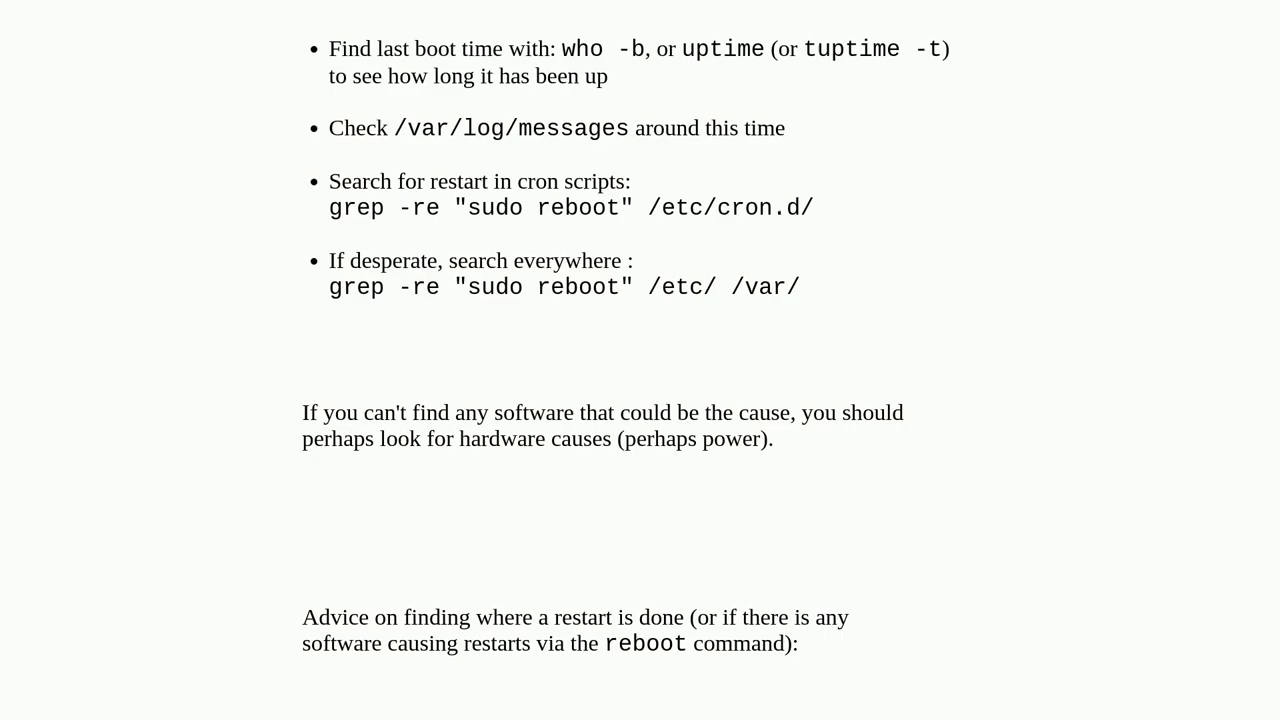 • Find last boot time with: who -b, or uptime (or tuptime -t)
to see how long it has been up
• Check /var/log/messages around this time
• Search for restart in cron scripts:
grep -re "sudo reboot" /etc/cron.d/
• If desperate, search everywhere :
grep -re "sudo reboot" /etc/ /var/
If you can't find any software that could be the cause, you should
perhaps look for hardware causes (perhaps power).
Advice on finding where a restart is done (or if there is any
software causing restarts via the reboot command):